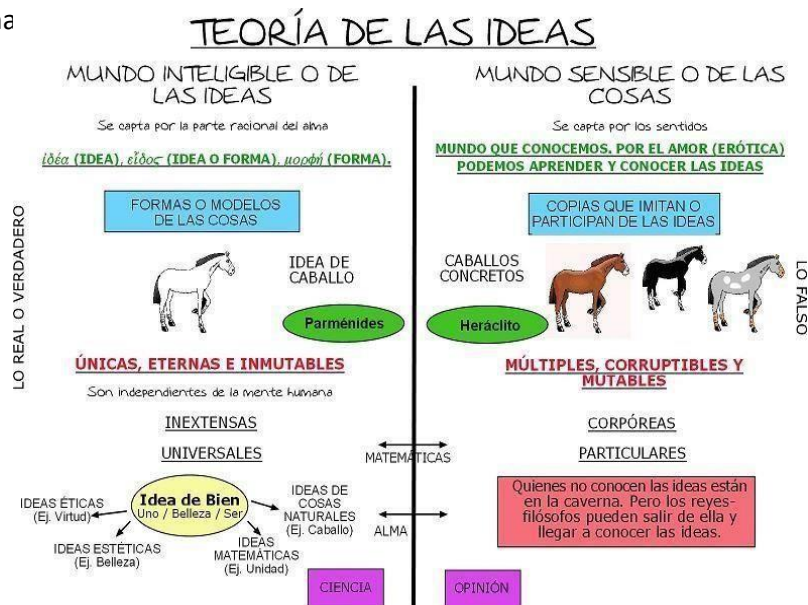 na
TEORÍA DE LAS IDEAS
MUNDO INTELIGIBLE O DE
LAS IDEAS
Se capta por la parte racional del alma
ἰδέα (IDEA), εἶδος (IDEA O FORMA), μορφή (FORMA).
FORMAS O MODELOS
DE LAS COSAS
LO REAL O VERDADERO
IDEA DE
CABALLO
Parménides
ÚNICAS, ETERNAS E INMUTABLES
Son independientes de la mente humana
INEXTENSAS
UNIVERSALES
Idea de Bien
Uno / Belleza / Ser
IDEAS ÉTICAS
(Ej. Virtud)
IDEAS ESTÉTICAS
(Ej. Belleza)
IDEAS
MATEMÁTICAS
(Ej. Unidad)
IDEAS DE
COSAS
NATURALES
(Ej. Caballo)
CIENCIA
MATEMÁTICAS
ALMA
MUNDO SENSIBLE O DE LAS
COSAS
Se capta por los sentidos
MUNDO QUE CONOCEMOS. POR EL AMOR (ERÓTICA)
PODEMOS APRENDER Y CONOCER LAS IDEAS
COPIAS QUE IMITAN O
PARTICIPAN DE LAS IDEAS
CABALLOS
CONCRETOS
Heráclito
LO FALSO
MÚLTIPLES, CORRUPTIBLES Y
MUTABLES
CORPÓREAS
PARTICULARES
Quienes no conocen las ideas están
en la caverna. Pero los reyes-
filósofos pueden salir de ella y
llegar a conocer las ideas.
OPINIÓN